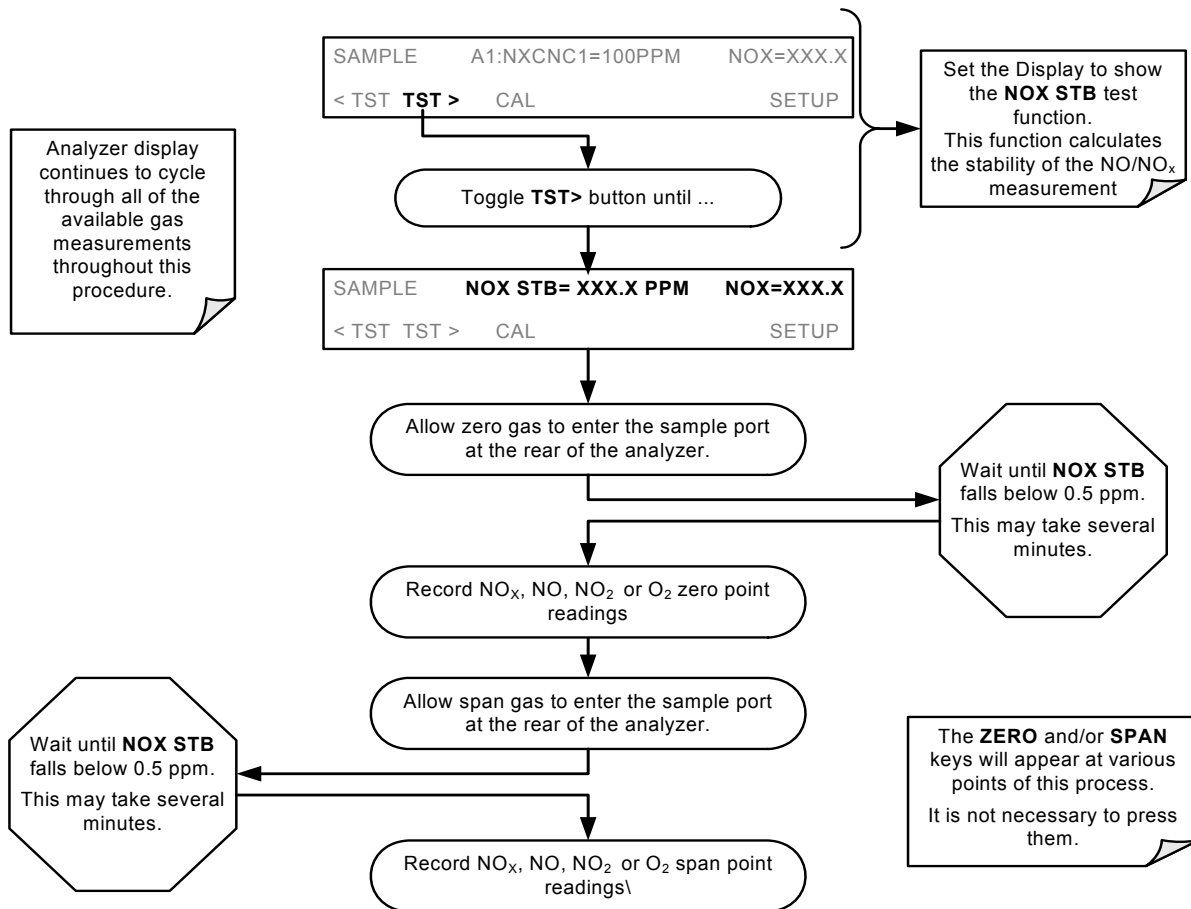 SAMPLE A1:NXCNC1=100PPM NOX=XXX.X
< TST TST > CAL SETUP
Set the Display to show
the NOX STB test
function.
This function calculates
the stability of the NO/NOx
measurement
Analyzer display
continues to cycle
through all of the
available gas
measurements
throughout this
procedure.
Toggle TST> button until ...
SAMPLE NOX STB= XXX.X PPM NOX=XXX.X
< TST TST > CAL SETUP
Allow zero gas to enter the sample port
at the rear of the analyzer.
Wait until NOX STB
falls below 0.5 ppm.
This may take several
minutes.
Record NOX, NO, NO2 or O2 zero point
readings
Allow span gas to enter the sample port
at the rear of the analyzer.
Wait until NOX STB
falls below 0.5 ppm.
This may take several
minutes.
The ZERO and/or SPAN
keys will appear at various
points of this process.
It is not necessary to press
them.
Record NOX, NO, NO2 or O2 span point
readings\